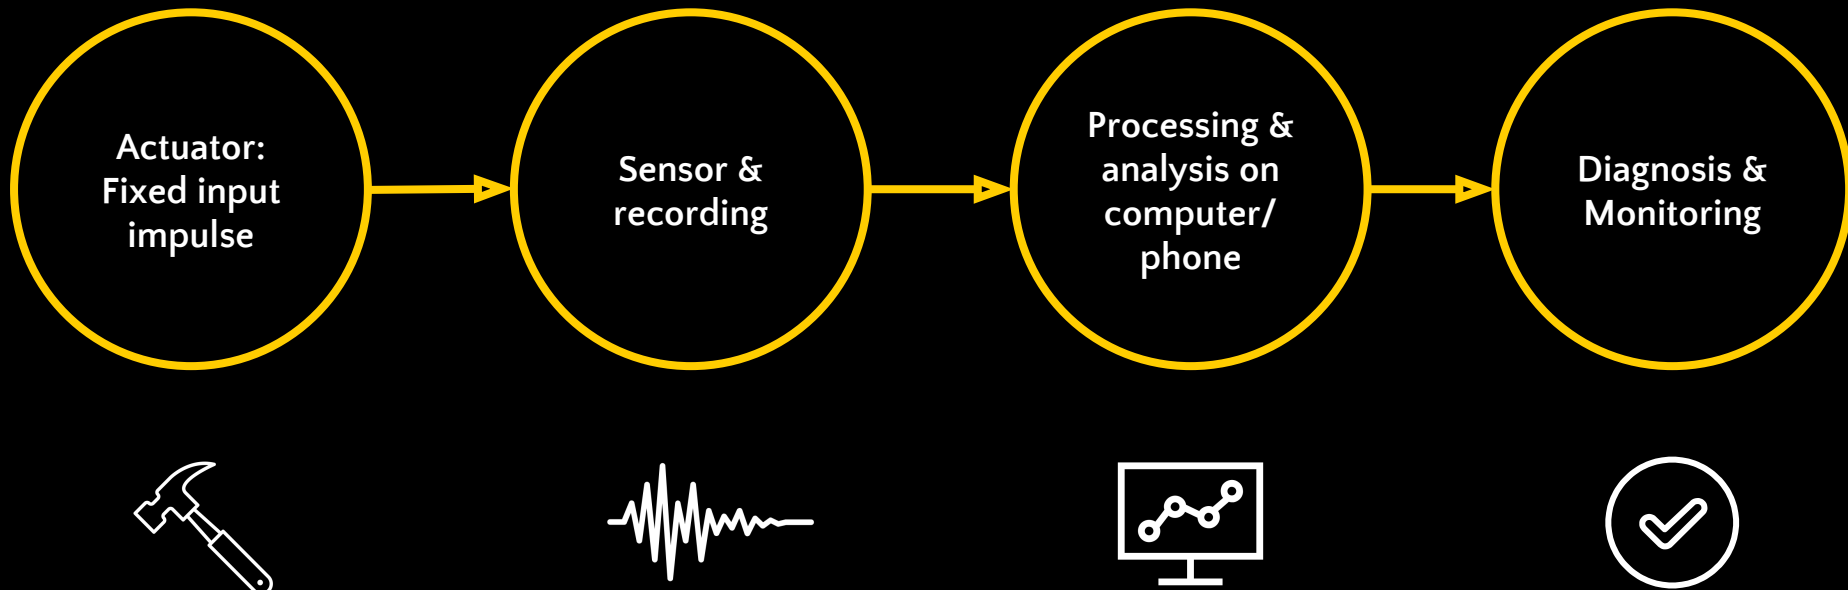 Actuator:
Fixed input
impulse
Sensor &
recording
Processing &
analysis on
computer/
phone
Diagnosis &
Monitoring